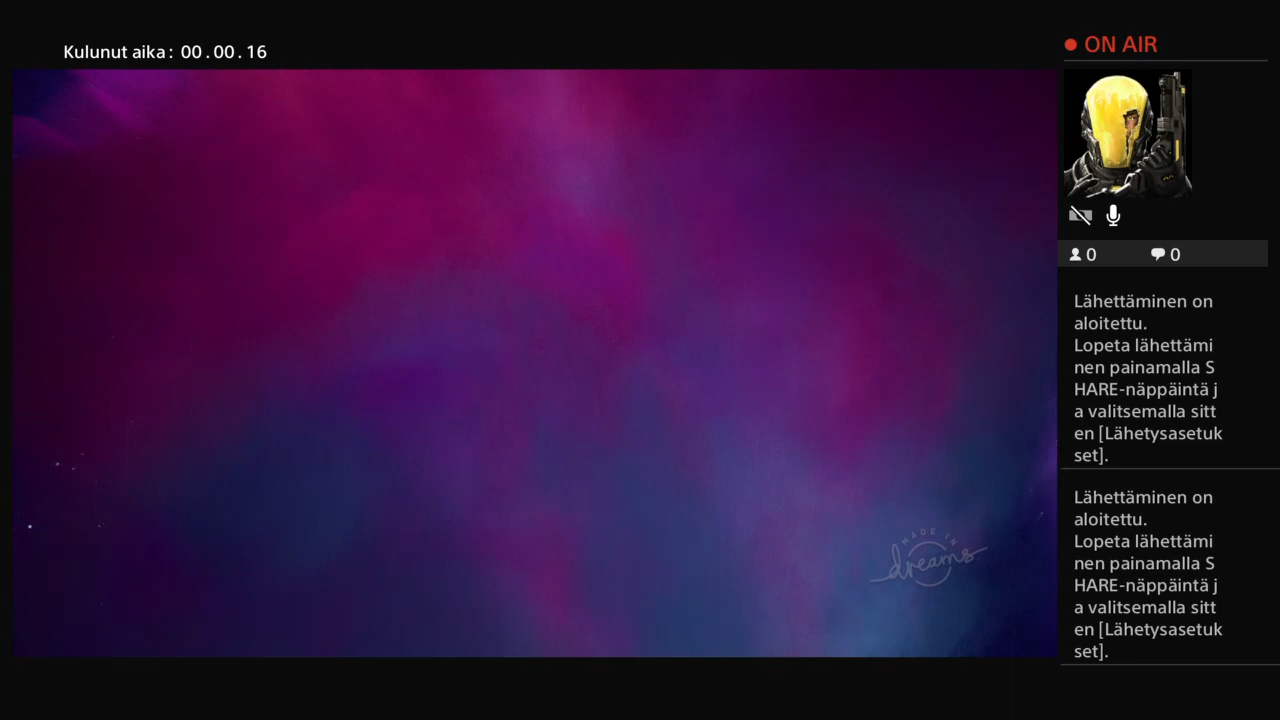 Kulunut aika: 00.00.16
ON AIR
0
0
Lähettäminen on
aloitettu.
Lopeta lähettämi
nen painamalla S
HARE-näppäintä j
a valitsemalla sitt
en [Lähetysasetuk
set].
Lähettäminen on
aloitettu.
Lopeta lähettämi
nen painamalla S
HARE-näppäintä j
a valitsemalla sitt
en [Lähetysasetuk
set].
MADE IN
dreams